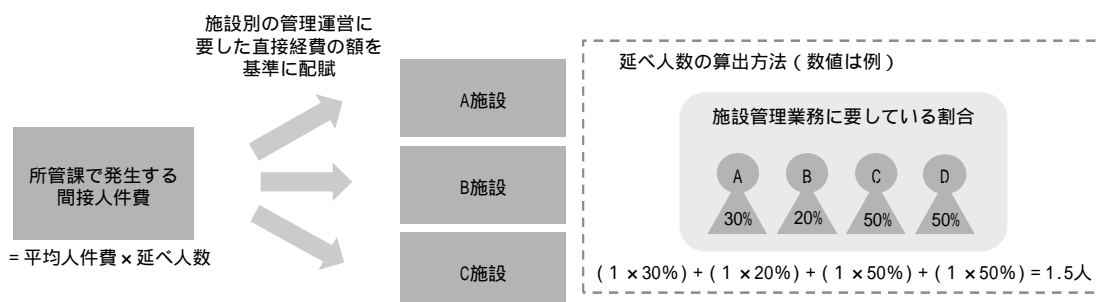 施設別の管理運営に
要した直接経費の額を
基準に配賦
所管課で発生する
間接人件費
=平均人件費×延べ人数
A施設
B施設
C施設
延べ人数の算出方法(数値は例)
施設管理業務に要している割合
A B C D
30% 20% 50% 50%
(1×30%)+(1×20%)+(1×50%)+(1×50%)=1.5人